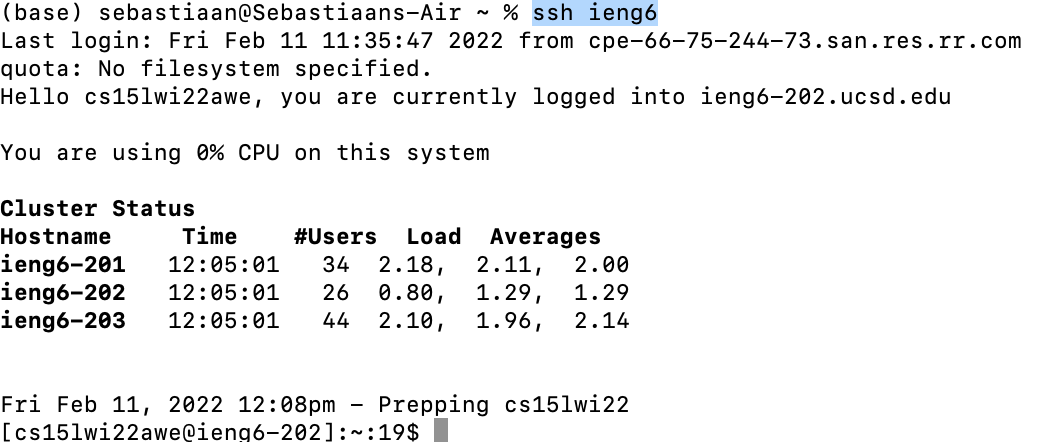 (base) sebastiaan@Sebastiaans-Air ~ % ssh ieng6
Last login: Fri Feb 11 11:35:47 2022 from cpe-66-75-244-73.san.res.rr.com
quota: No filesystem specified.
Hello cs15lwi22awe, you are currently logged into ieng6-202.ucsd.edu
You are using 0% CPU on this system
Cluster Status
Hostname     Time    #Users  Load  Averages
ieng6-201   12:05:01   34  2.18,  2.11,  2.00
ieng6-202   12:05:01   26  0.80,  1.29,  1.29
ieng6-203   12:05:01   44  2.10,  1.96,  2.14
Fri Feb 11, 2022 12:08pm - Prepping cs15lwi22
[cs15lwi22awe@ieng6-202]:~:19$